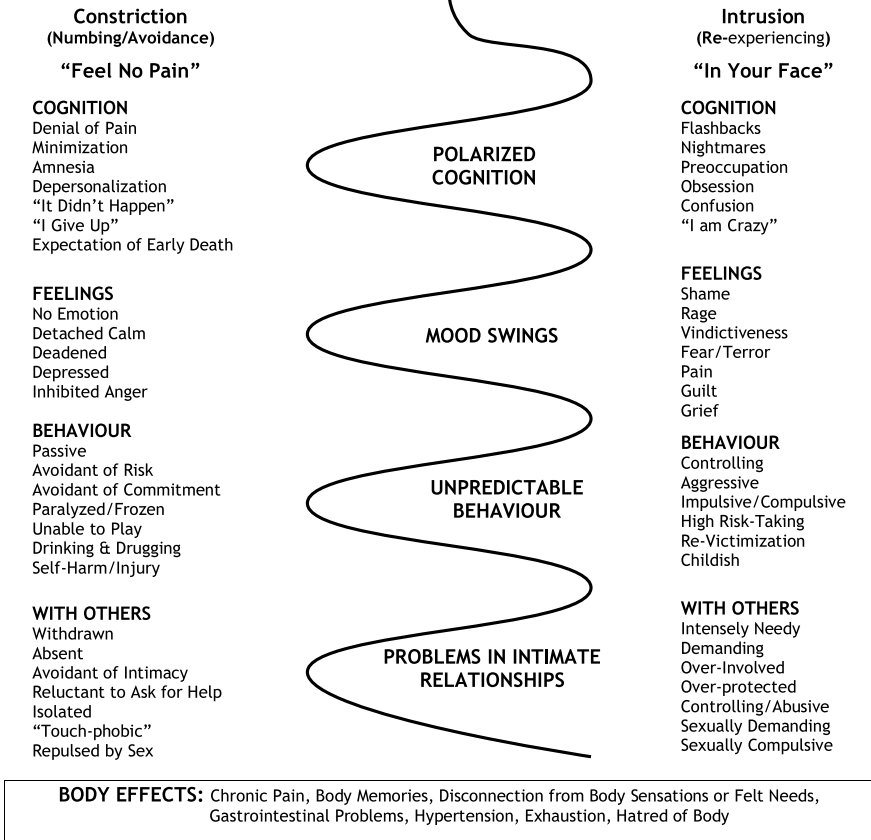 Constriction
(Numbing/Avoidance)
“Feel No Pain”
COGNITION
Denial of Pain
Minimization
Amnesia
Depersonalization
“It Didn’t Happen”
“I Give Up”
Expectation of Early Death
FEELINGS
No Emotion
Detached Calm
Deadened
Depressed
Inhibited Anger
BEHAVIOUR
Passive
Avoidant of Risk
Avoidant of Commitment
Paralyzed/Frozen
Unable to Play
Drinking & Drugging
Self-Harm/Injury
WITH OTHERS
Withdrawn
Absent
Avoidant of Intimacy
Reluctant to Ask for Help
Isolated
“Touch-phobic”
Repulsed by Sex
POLARIZED
COGNITION
MOOD SWINGS
UNPREDICTABLE
BEHAVIOUR
PROBLEMS IN INTIMATE
RELATIONSHIPS
Intrusion
(Re-experiencing)
“In Your Face”
COGNITION
Flashbacks
Nightmares
Preoccupation
Obsession
Confusion
“I am Crazy”
FEELINGS
Shame
Rage
Vindictiveness
Fear/Terror
Pain
Guilt
Grief
BEHAVIOUR
Controlling
Aggressive
Impulsive/Compulsive
High Risk-Taking
Re-Victimization
Childish
WITH OTHERS
Intensely Needy
Demanding
Over-Involved
Over-protected
Controlling/Abusive
Sexually Demanding
Sexually Compulsive
BODY EFFECTS: Chronic Pain, Body Memories, Disconnection from Body Sensations or Felt Needs,
Gastrointestinal Problems, Hypertension, Exhaustion, Hatred of Body